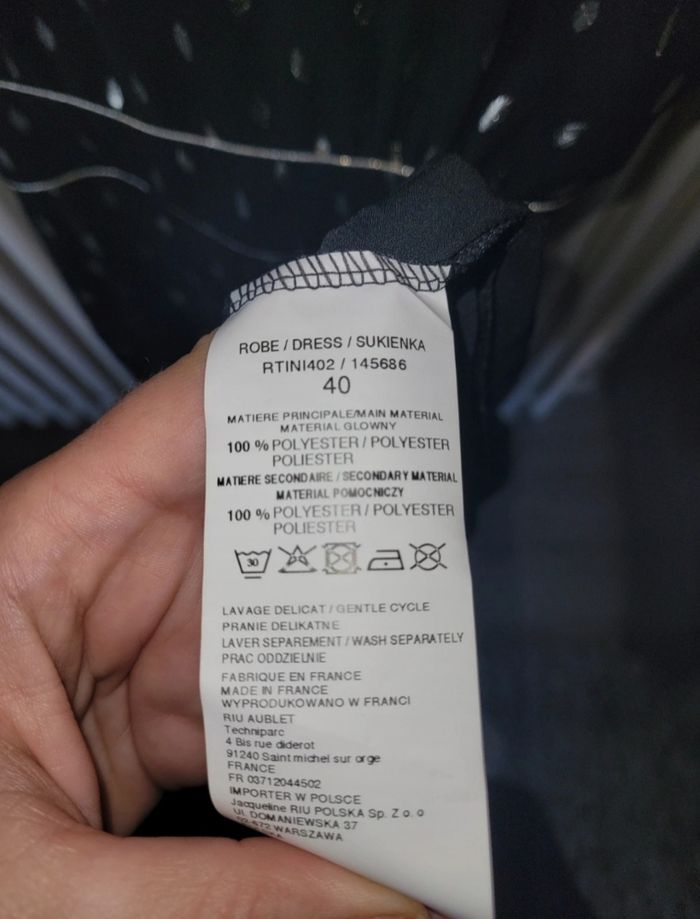 ROBE / DRESS / SUKIENKA
RTINI402 / 145686
40
MATIERE PRINCIPALE/MAIN MATERIAL
MATERIAL GLOWNY
100 % POLYESTER / POLYESTER
POLIESTER
MATIERE SECONDAIRE / SECONDARY MATERIAL
MATERIAL POMOCNICZY
100 % POLYESTER / POLYESTER
POLIESTER
30
LAVAGE DELICAT / GENTLE CYCLE
PRANIE DELIKATNE
LAVER SEPAREMENT / WASH SEPARATELY
PRAC ODDZIELNIE
FABRIQUE EN FRANCE
MADE IN FRANCE
WYPRODUKOWANO W FRANCI
RIU AUBLET
Techniparc
4 Bis rue diderot
91240 Saint michel sur orge
FRANCE
FR 03712044502
IMPORTER W POLSCE
Jacqueline RIU POLSKA Sp. Z o. o
UL. DOMANIEWSKA 37
02-672 WARSZAWA